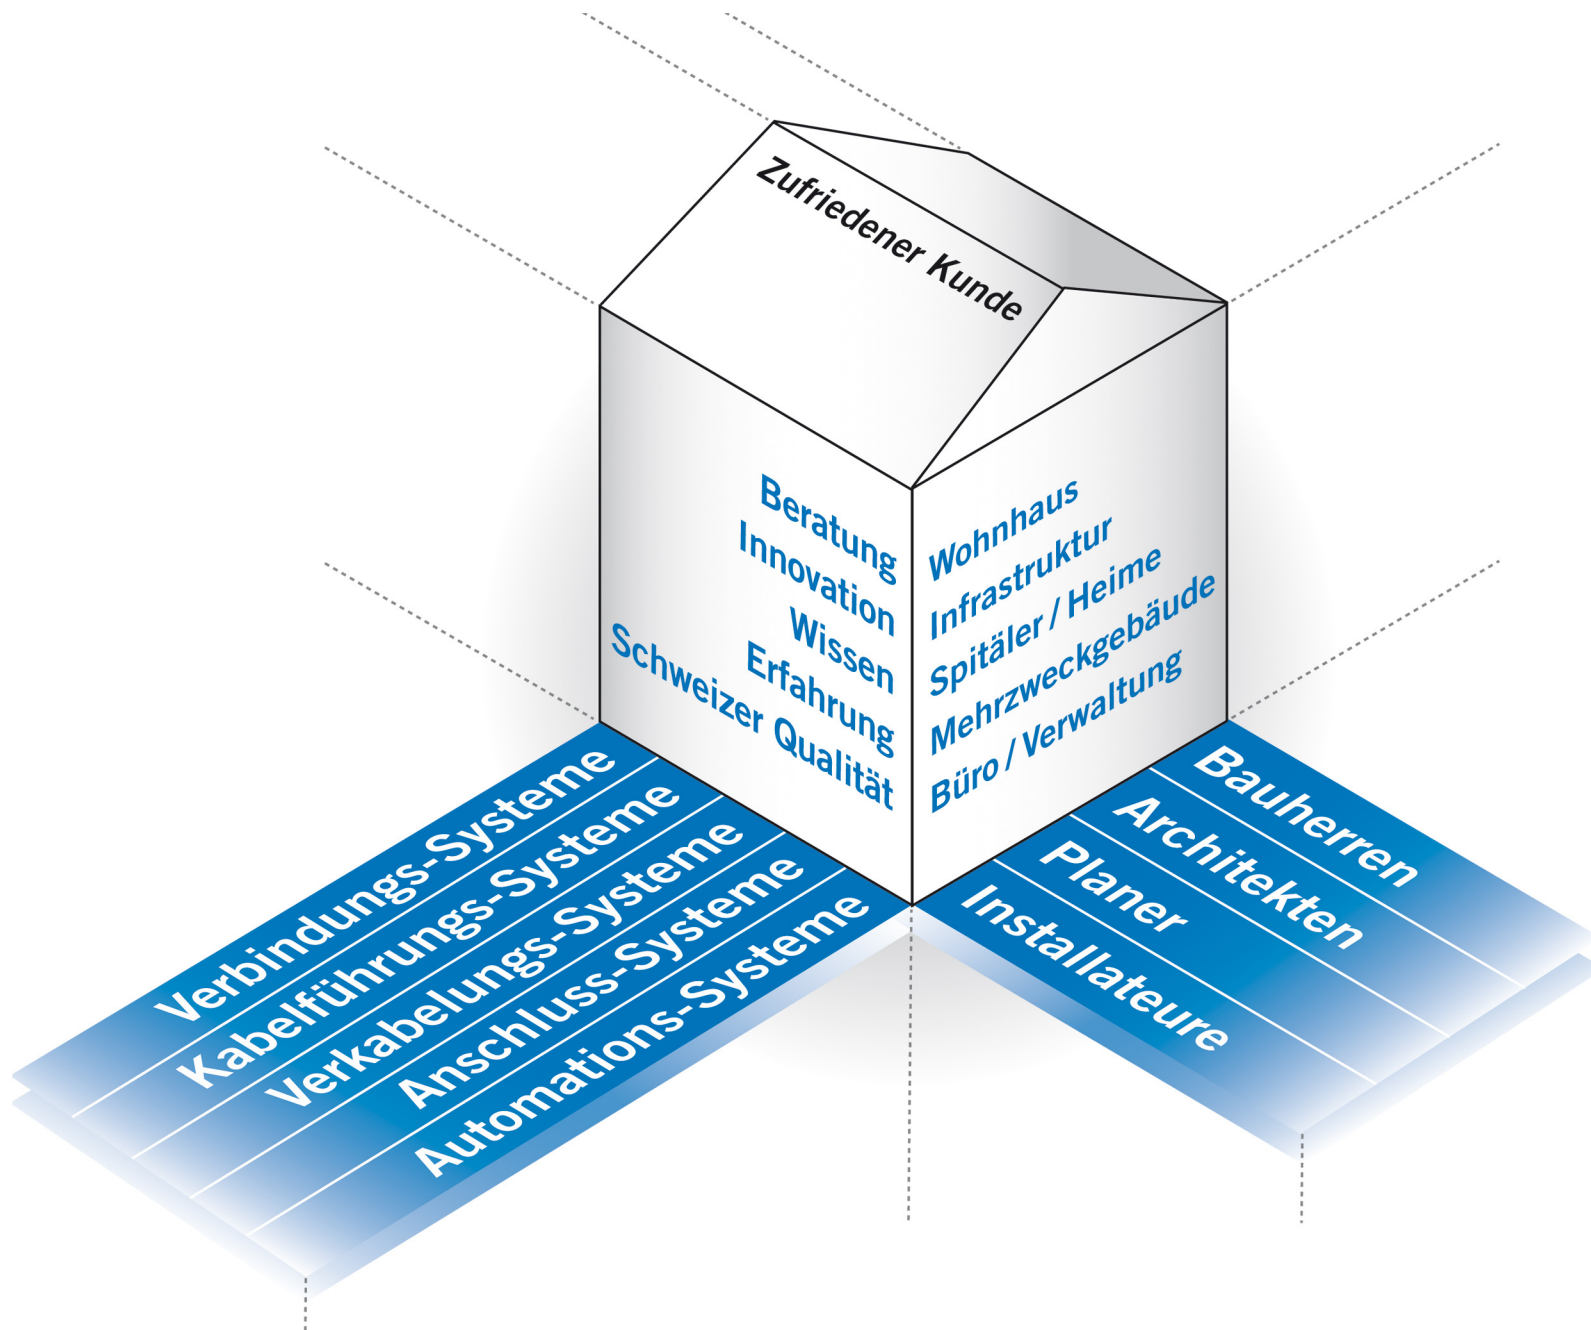 Zufriedener Kunde
Beratung
Innovation
Wissen
Erfahrung
Schweizer Qualität
Wohnhaus
Infrastruktur
Spitäler / Heime
Mehrzweckgebäude
Büro / Verwaltung
Verbindungs-Systeme
Kabelführungs-Systeme
Verkabelungs-Systeme
Anschluss-Systeme
Automations-Systeme
Bauherren
Architekten
Planer
Installateure